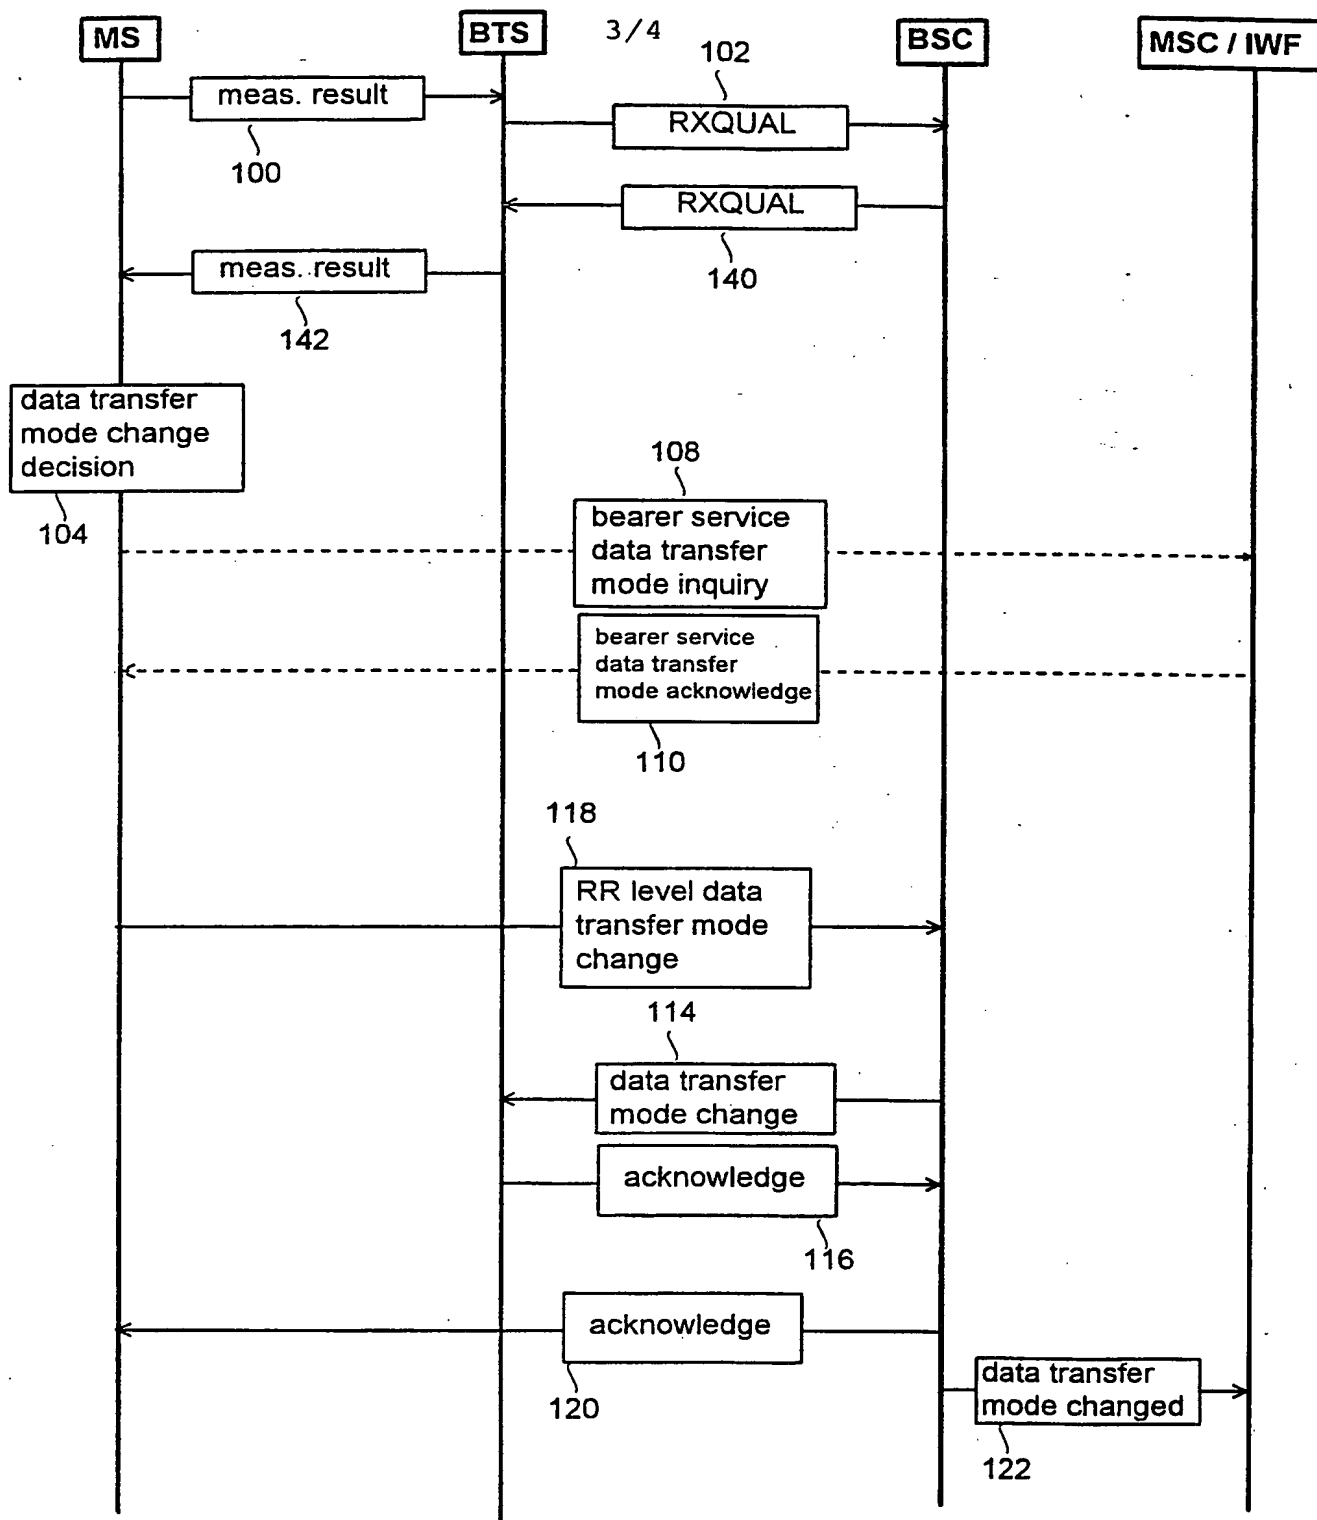 MS
BTS
3/4
BSC
MSC / IWF
102
meas. result
RXQUAL
100
RXQUAL
140
meas. result
142
data transfer
mode change
decision
104
108
bearer service
data transfer
mode inquiry
bearer service
data transfer
mode acknowledge
110
118
RR level data
transfer mode
change
114
data transfer
mode change
acknowledge
116
acknowledge
120
data transfer
mode changed
122